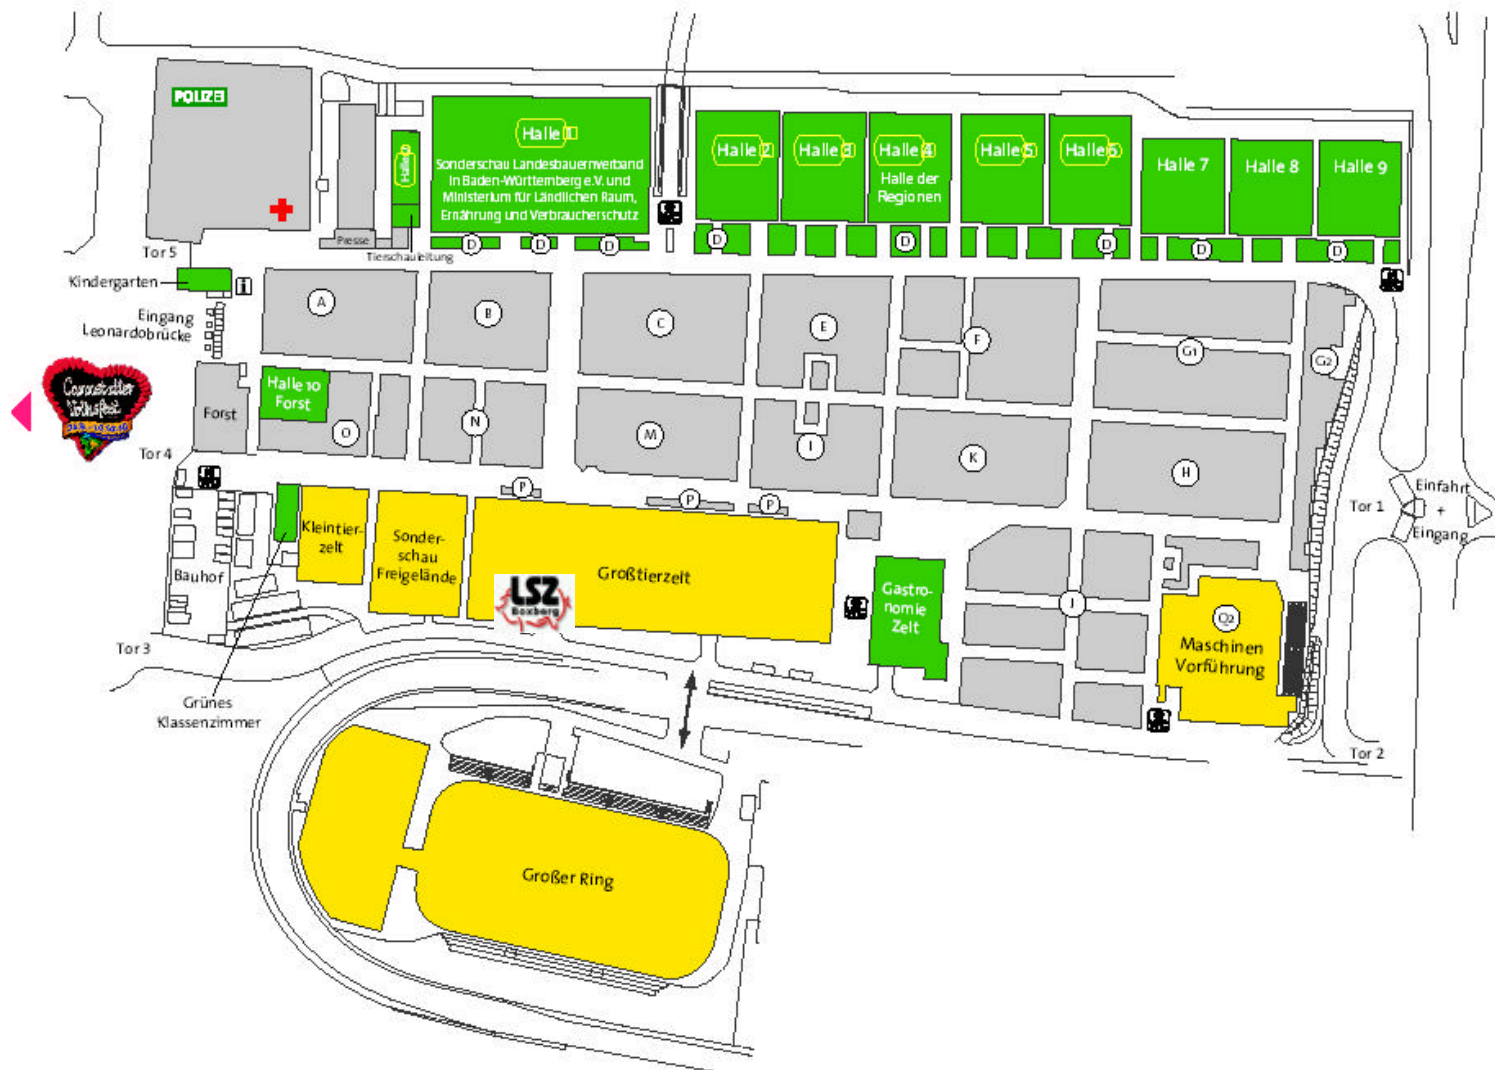 POLIZEI
Halle 1
Sonderschau Landesbauernverband
in Baden-Württemberg e.V. und
Ministerium für Ländlichen Raum,
Ernährung und Verbraucherschutz
Halle 2
Halle 3
Halle 4
Halle der
Regionen
Halle 5
Halle 6
Halle 7
Halle 8
Halle 9
Presse
Tierschauleitung
D
D
D
D
D
D
D
D
Tor 5
Kindergarten
i
Eingang
Leonardobrücke
A
B
C
E
F
G1
G2
Cannstatter
Volksfest
Forst
Halle 10
Forst
O
N
M
I
K
H
Tor 4
P
P
P
Tor 1
Einfahrt
+
Eingang
Bauhof
Kleintier-
zelt
Sonder-
schau
Freigelände
Großtierzelt
LSZ
Boxberg
Gastro-
nomie
Zelt
J
Q2
Maschinen
Vorführung
Tor 3
Grünes
Klassenzimmer
Tor 2
Großer Ring